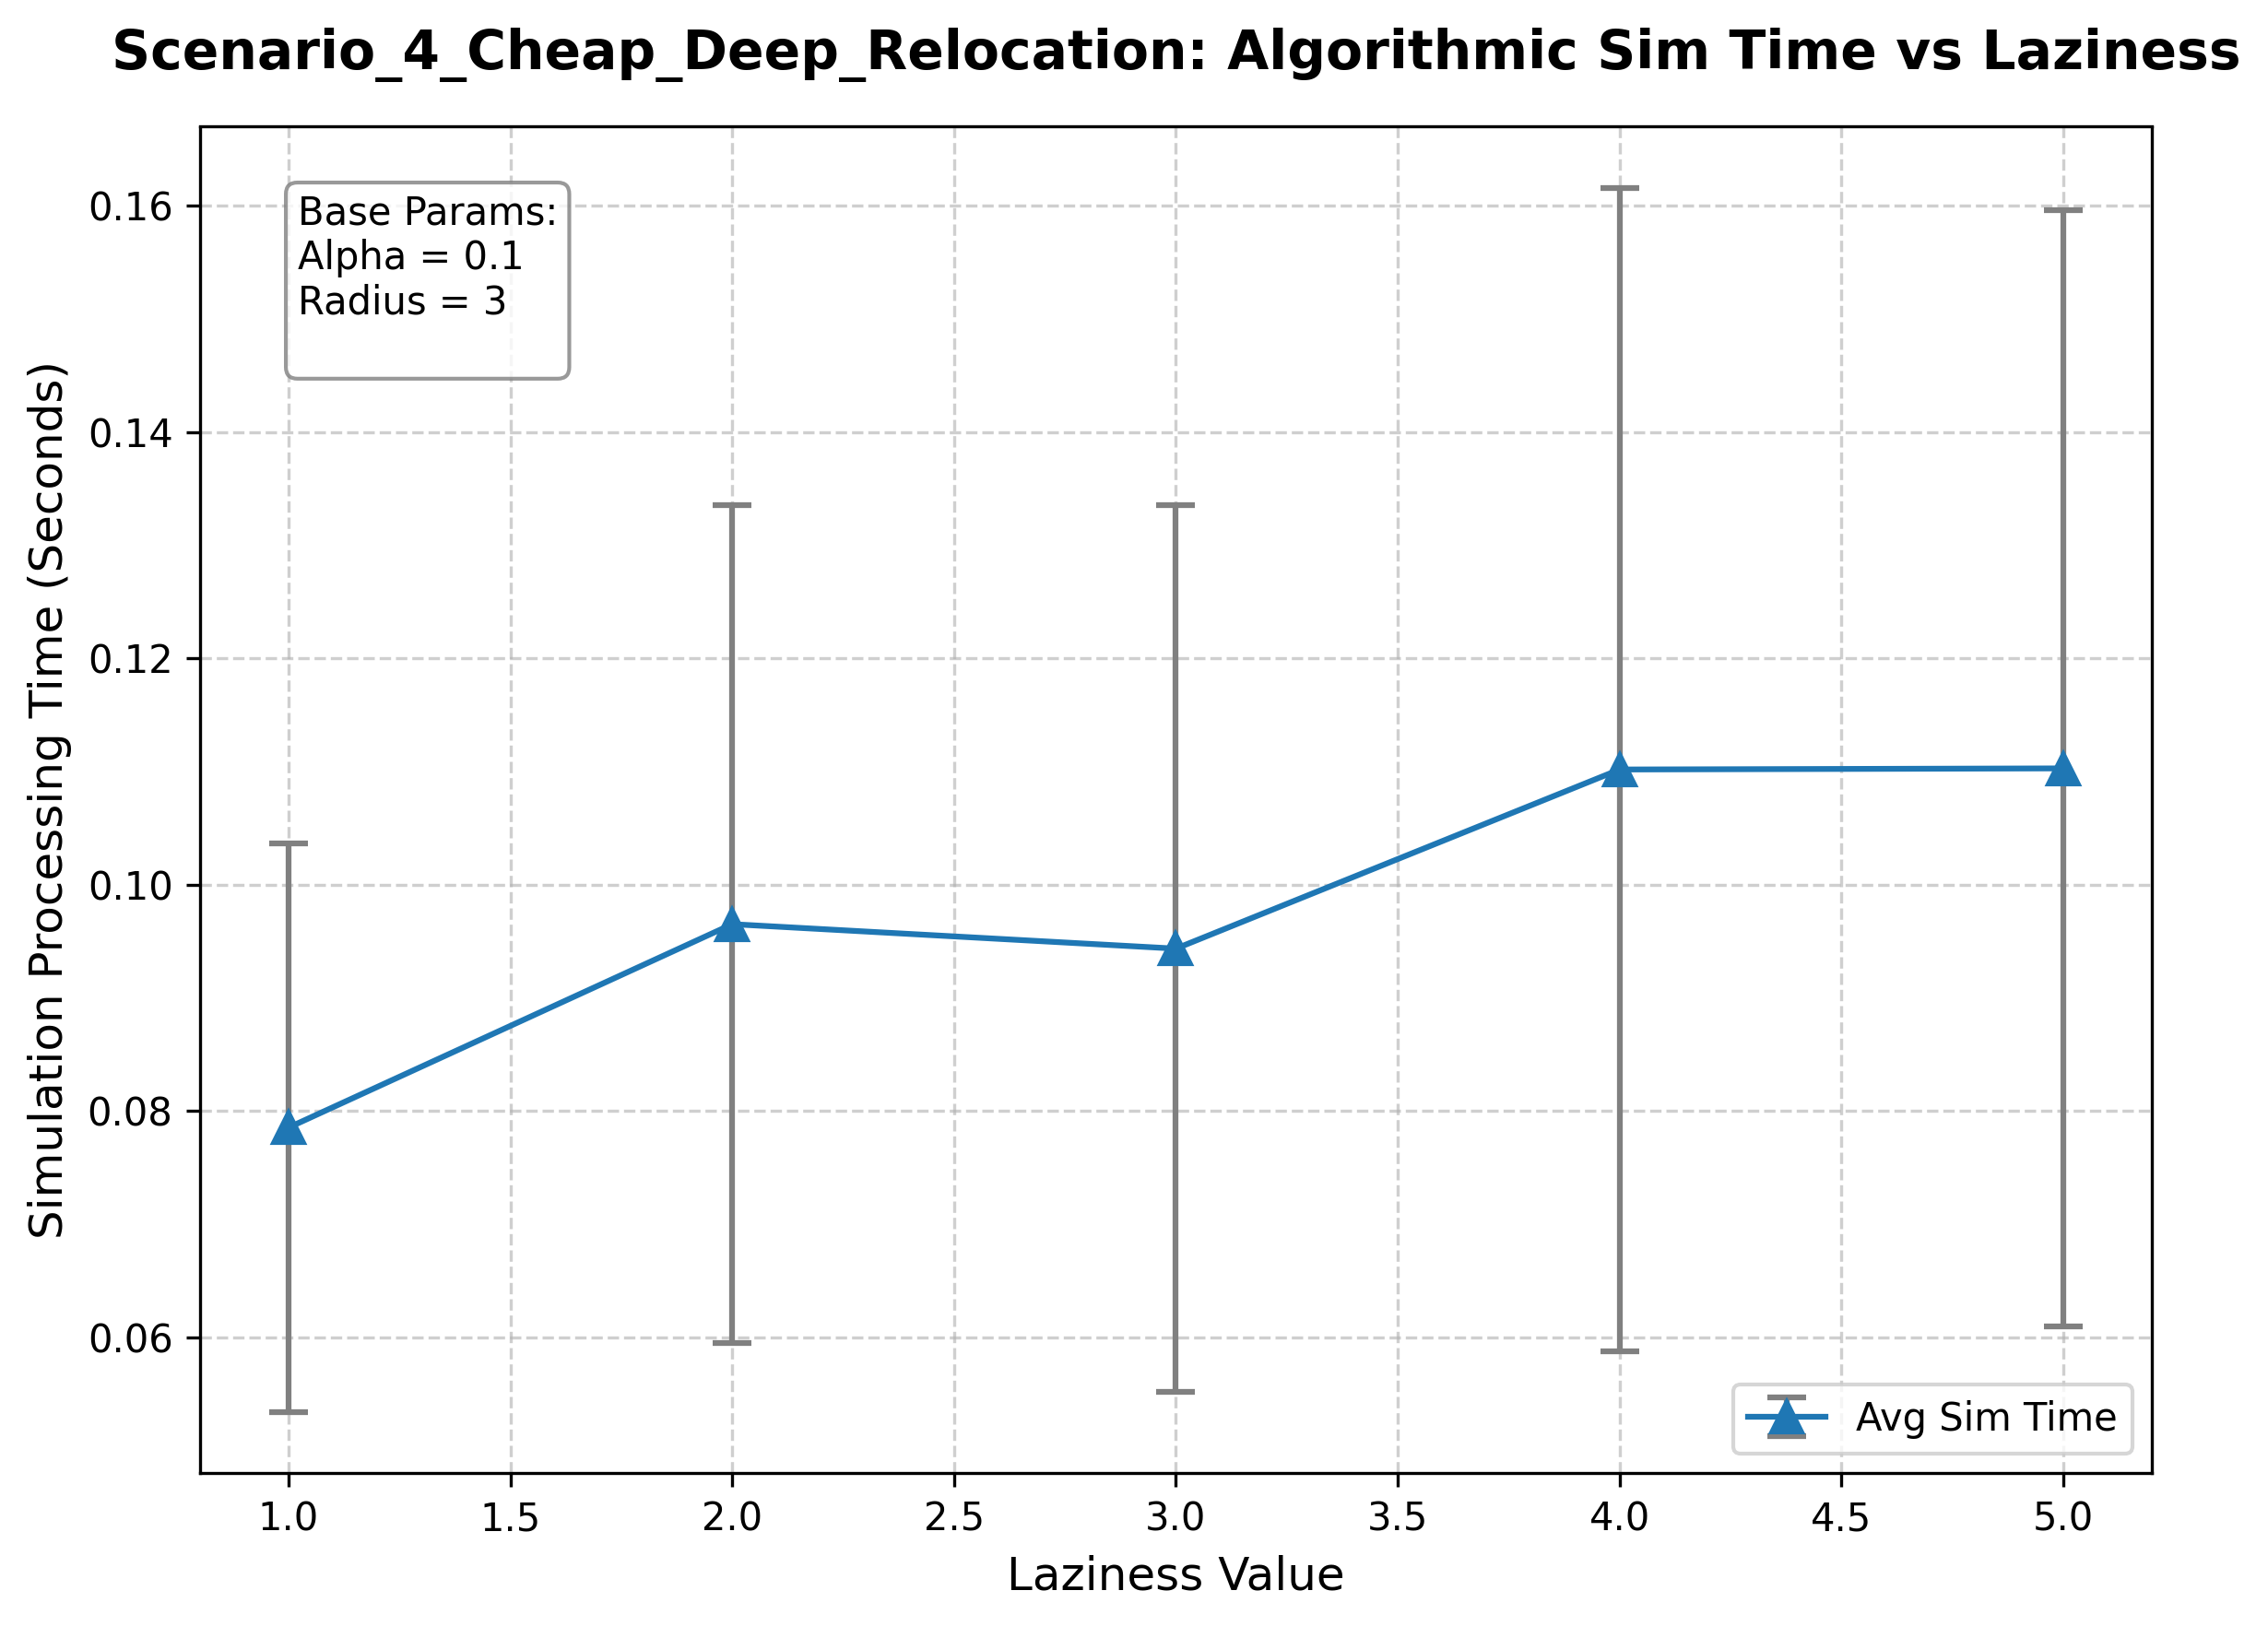 Scenario_4_Cheap_Deep_Relocation: Algorithmic Sim Time vs Laziness
Base Params:
Alpha = 0.1
Radius = 3
Simulation Processing Time (Seconds)
0.16
0.14
0.12
0.10
0.08
0.06
Avg Sim Time
1.0 1.5 2.0 2.5 3.0 3.5 4.0 4.5 5.0
Laziness Value